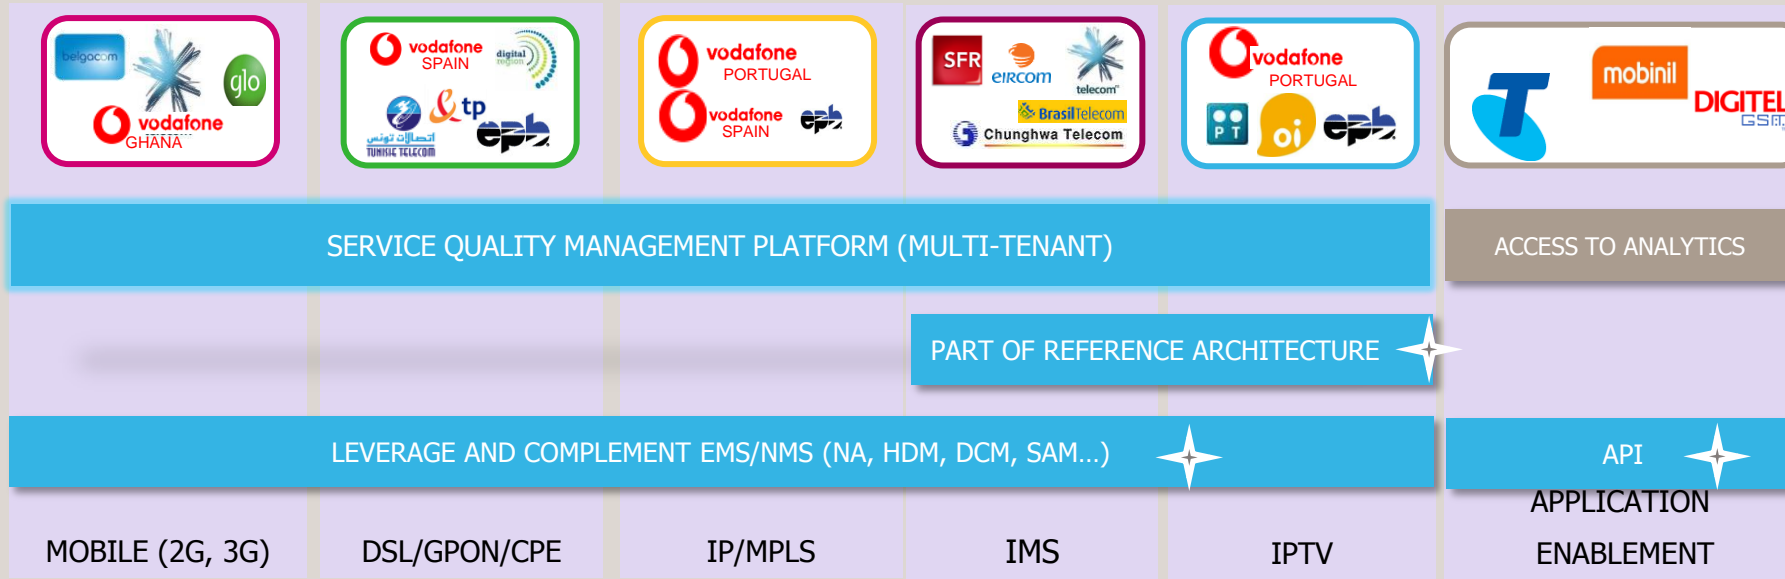 belgacom
glo
vodafone
GHANA
vodafone
SPAIN
digital
region
tp
اتصالات تونس
TUNISIE TELECOM
epb
vodafone
PORTUGAL
vodafone
SPAIN
epb
SFR
eircom
telecom
BrasilTelecom
Chunghwa Telecom
vodafone
PORTUGAL
PT
oi
epb
T
mobinil
DIGITEL
GSM
SERVICE QUALITY MANAGEMENT PLATFORM (MULTI-TENANT)
ACCESS TO ANALYTICS
PART OF REFERENCE ARCHITECTURE
LEVERAGE AND COMPLEMENT EMS/NMS (NA, HDM, DCM, SAM...)
API
MOBILE (2G, 3G)
DSL/GPON/CPE
IP/MPLS
IMS
IPTV
APPLICATION
ENABLEMENT